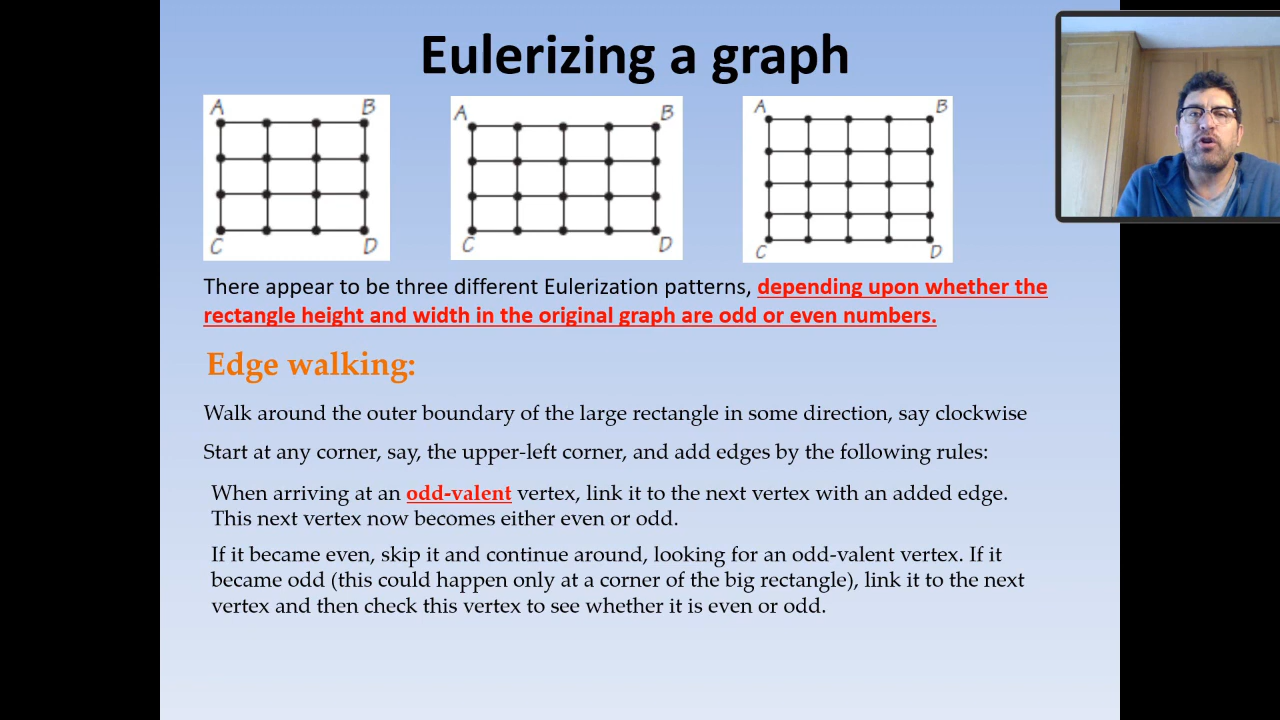 Eulerizing a graph
A B
C D
A B
C D
A B
C D
There appear to be three different Eulerization patterns, depending upon whether the
rectangle height and width in the original graph are odd or even numbers.
Edge walking:
Walk around the outer boundary of the large rectangle in some direction, say clockwise
Start at any corner, say, the upper-left corner, and add edges by the following rules:
When arriving at an odd-valent vertex, link it to the next vertex with an added edge.
This next vertex now becomes either even or odd.
If it became even, skip it and continue around, looking for an odd-valent vertex. If it
became odd (this could happen only at a corner of the big rectangle), link it to the next
vertex and then check this vertex to see whether it is even or odd.